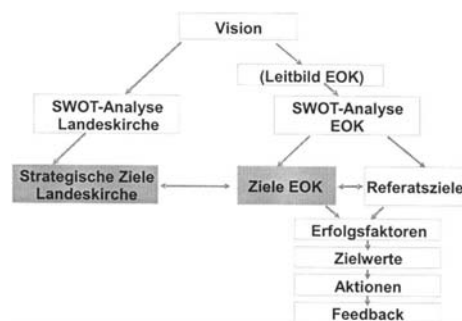 Vision
(Leitbild EOK)
SWOT-Analyse
Landeskirche
SWOT-Analyse
EOK
Strategische Ziele
Landeskirche
Ziele EOK
Referatsziele
Erfolgsfaktoren
Zielwerte
Aktionen
Feedback